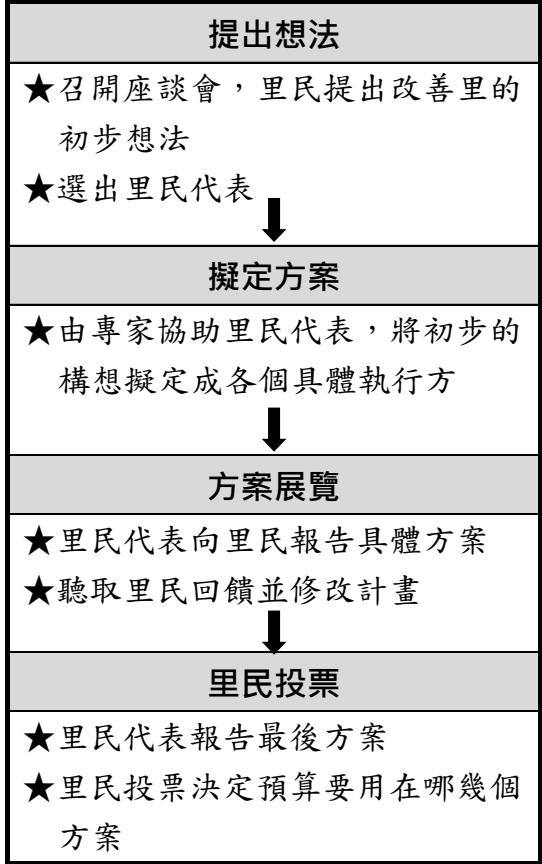 提出想法
★召開座談會，里民提出改善里的
初步想法
★選出里民代表
擬定方案
★由專家協助里民代表，將初步的
構想擬定成各個具體執行方
方案展覽
★里民代表向里民報告具體方案
★聽取里民回饋並修改計畫
里民投票
★里民代表報告最後方案
★里民投票決定預算要用在哪幾個
方案